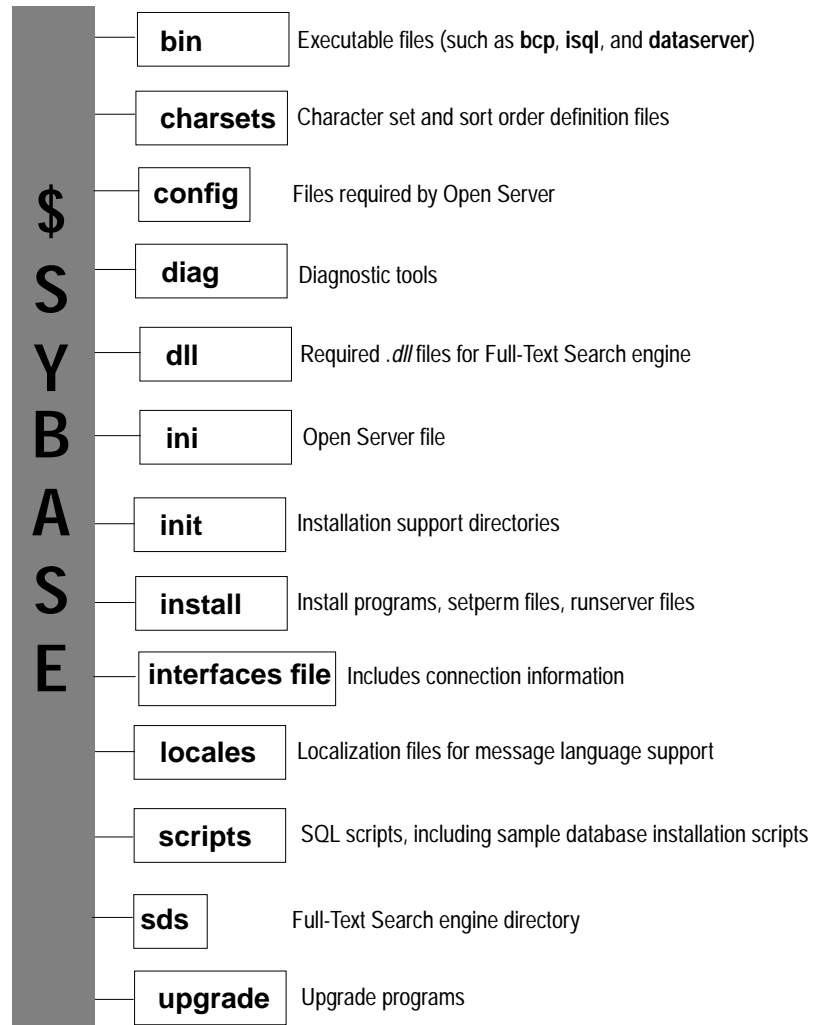 $SYBASE
bin Executable files (such as bcp, isql, and dataserver)
charsets Character set and sort order definition files
config Files required by Open Server
diag Diagnostic tools
dll Required .dll files for Full-Text Search engine
ini Open Server file
init Installation support directories
install Install programs, setperm files, runserver files
interfaces file Includes connection information
locales Localization files for message language support
scripts SQL scripts, including sample database installation scripts
sds Full-Text Search engine directory
upgrade Upgrade programs